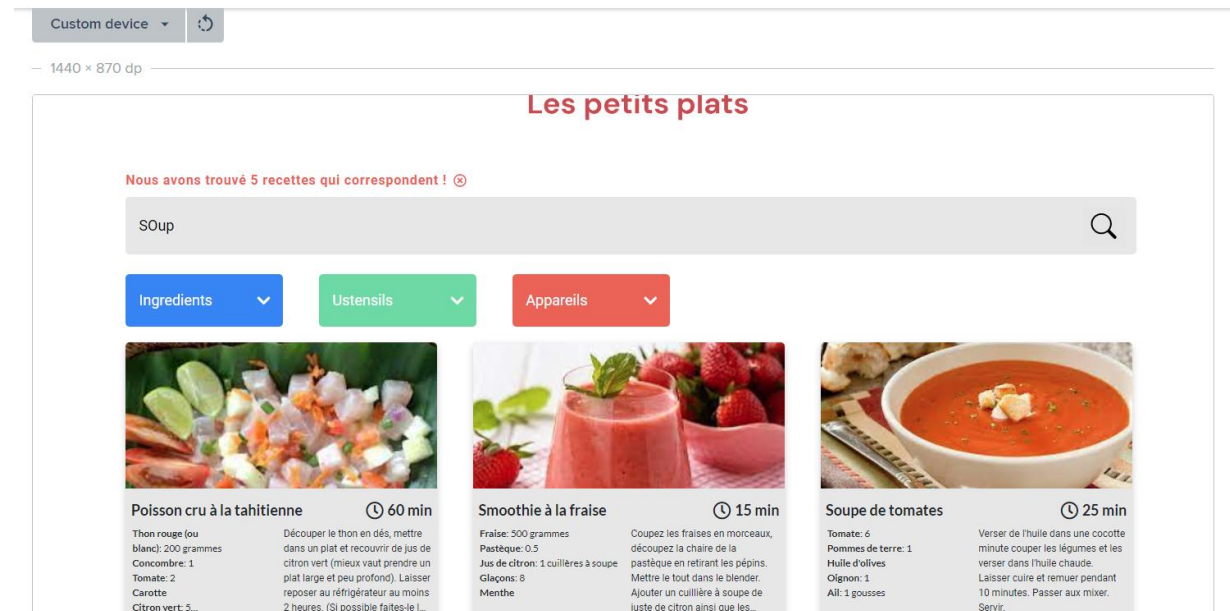 Custom device
1440 × 870 dp
Les petits plats
Nous avons trouvé 5 recettes qui correspondent !
SOup
Ingredients
Ustensils
Appareils
Poisson cru à la tahitienne
60 min
Thon rouge (ou
blanc): 200 grammes
Concombre: 1
Tomate: 2
Carotte
Citron vert: 5...
Découper le thon en dés, mettre
dans un plat et recouvrir de jus de
citron vert (mieux vaut prendre un
plat large et peu profond). Laisser
reposer au réfrigérateur au moins
2 heures. (Si possible faites-le l...
Smoothie à la fraise
15 min
Fraise: 500 grammes
Pastèque: 0.5
Jus de citron: 1 cuillères à soupe
Glaçons: 8
Menthe
Coupez les fraises en morceaux,
découpez la chaire de la
pastèque en retirant les pépins.
Mettre le tout dans le blender.
Ajouter un cuillière à soupe de
juste de citron ainsi que les...
Soupe de tomates
25 min
Tomate: 6
Pommes de terre: 1
Huile d'olives
Oignon: 1
Ail: 1 gousses
Verser de l'huile dans une cocotte
minute couper les légumes et les
verser dans l'huile chaude.
Laisser cuire et remuer pendant
10 minutes. Passer aux mixer.
Servir.